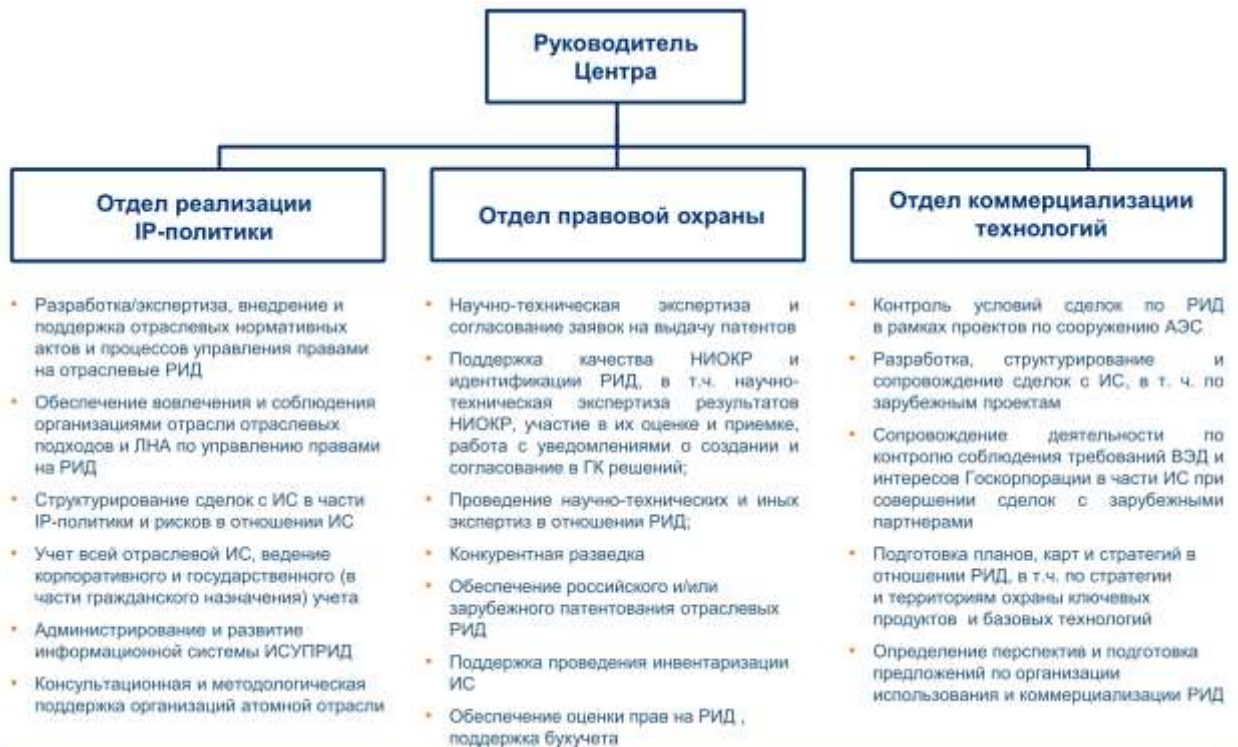 Руководитель
Центра
Отдел реализации
IP-политики
• Разработка/экспертиза, внедрение и
поддержка отраслевых нормативных
актов и процессов управления правами
на отраслевые РИД
• Обеспечение вовлечения и соблюдения
организациями отрасли отраслевых
подходов и ЛНА по управлению правами
на РИД
• Структурирование сделок с ИС в части
IP-политики и рисков в отношении ИС
• Учет всей отраслевой ИС, ведение
корпоративного и государственного (в
части гражданского назначения) учета
• Администрирование и развитие
информационной системы ИСУПРИД
• Консультационная и методологическая
поддержка организаций атомной отрасли
Отдел правовой охраны
• Научно-техническая экспертиза и
согласование заявок на выдачу патентов
• Поддержка качества НИОКР и
идентификации РИД, в т.ч. научно-
техническая экспертиза результатов
НИОКР, участие в их оценке и приемке,
работа с уведомлениями о создании и
согласование в ГК решений;
• Проведение научно-технических и иных
экспертиз в отношении РИД;
• Конкурентная разведка
• Обеспечение российского и/или
зарубежного патентования отраслевых
РИД
• Поддержка проведения инвентаризации
ИС
• Обеспечение оценки прав на РИД ,
поддержка бухучета
Отдел коммерциализации
технологий
• Контроль условий сделок по РИД
в рамках проектов по сооружению АЭС
• Разработка, структурирование и
сопровождение сделок с ИС, в т. ч. по
зарубежным проектам
• Сопровождение деятельности по
контролю соблюдения требований ВЭД и
интересов Госкорпорации в части ИС при
совершении сделок с зарубежными
партнерами
• Подготовка планов, карт и стратегий в
отношении РИД, в т.ч. по стратегии
и территориям охраны ключевых
продуктов и базовых технологий
• Определение перспектив и подготовка
предложений по организации
использования и коммерциализации РИД